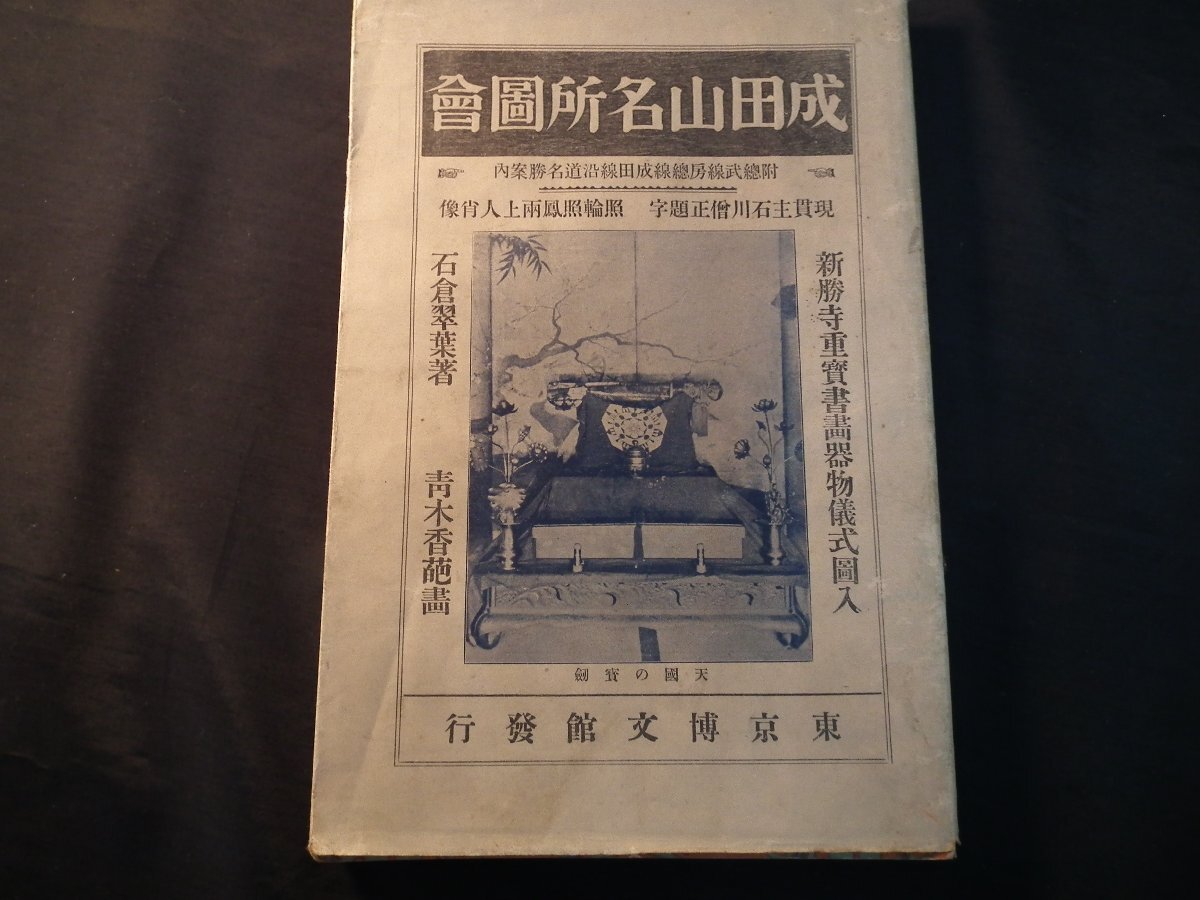 成田山名所圖會
附總武線房總線成田線沿道名勝案內
現貫主石川僧正題字　照輪照鳳兩上人肖像
新勝寺重寶書畵器物儀式圖入
石倉翠葉著
靑木香葩畵
天國の寳劍
東京博文館發行